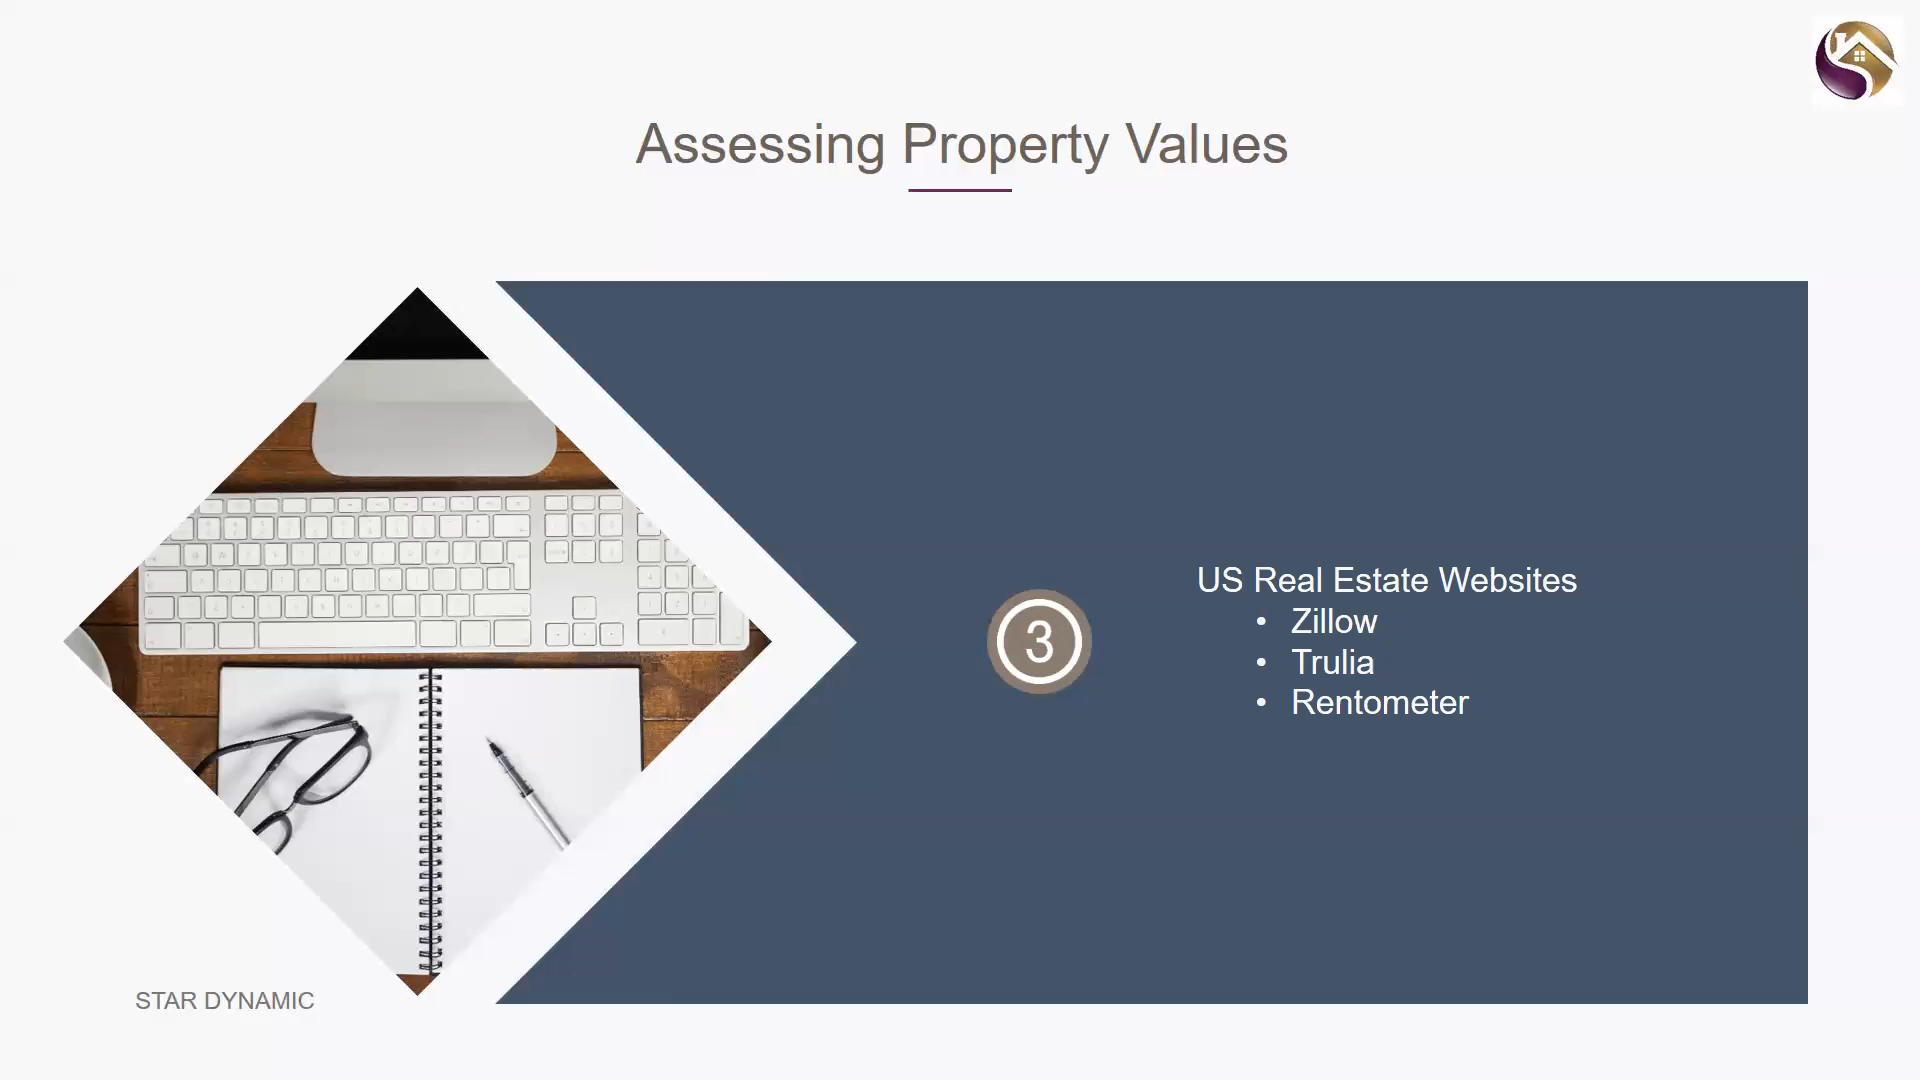 Assessing Property Values
3
US Real Estate Websites
• Zillow
• Trulia
• Rentometer
STAR DYNAMIC